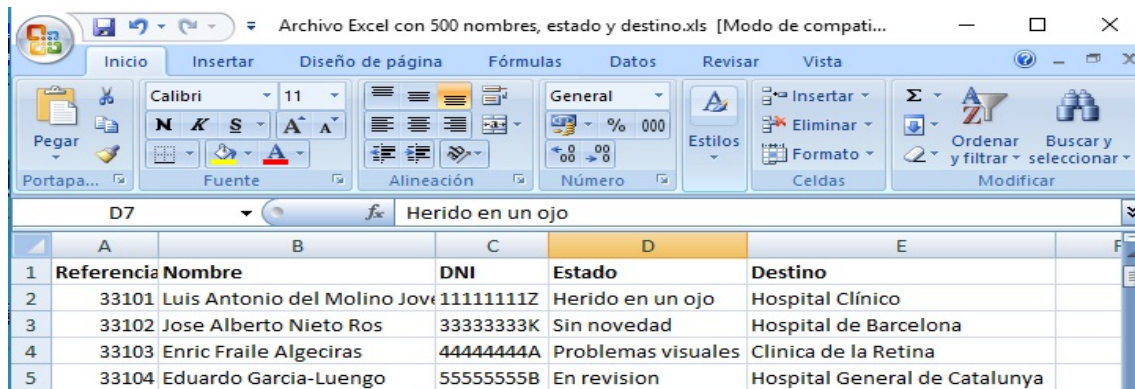 Archivo Excel con 500 nombres, estado y destino.xls [Modo de compati...
Inicio Insertar Diseño de página Fórmulas Datos Revisar Vista
Calibri 11 General Σ Insertar
N K S A A % 000 Eliminar
Pegar Estilos Formato Ordenar y filtrar Buscar y seleccionar
Portapa... Fuente Alineación Número Celdas Modificar
D7 fx Herido en un ojo
A B C D E F
1 Referencia Nombre DNI Estado Destino
2 33101 Luis Antonio del Molino Jove 11111111Z Herido en un ojo Hospital Clínico
3 33102 Jose Alberto Nieto Ros 33333333K Sin novedad Hospital de Barcelona
4 33103 Enric Fraile Algeciras 44444444A Problemas visuales Clinica de la Retina
5 33104 Eduardo Garcia-Luengo 55555555B En revision Hospital General de Catalunya